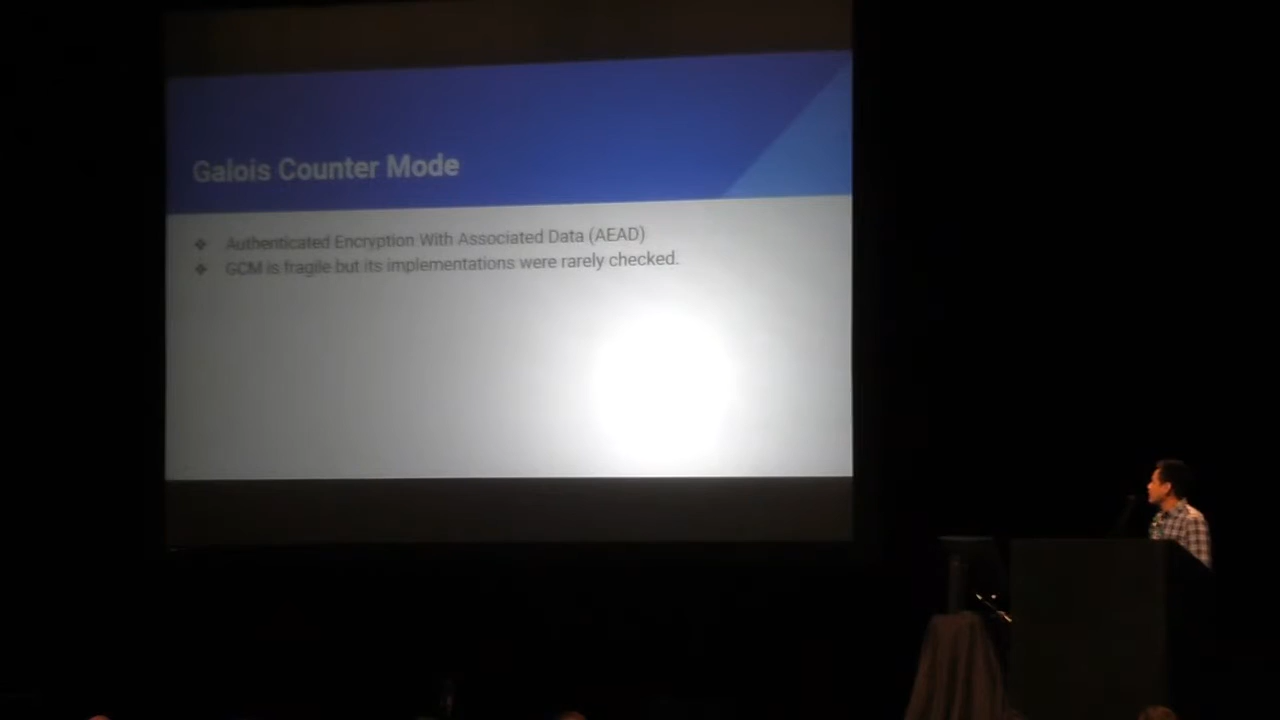 Galois Counter Mode
Authenticated Encryption With Associated Data (AEAD)
GCM is fragile but its implementations were rarely checked.